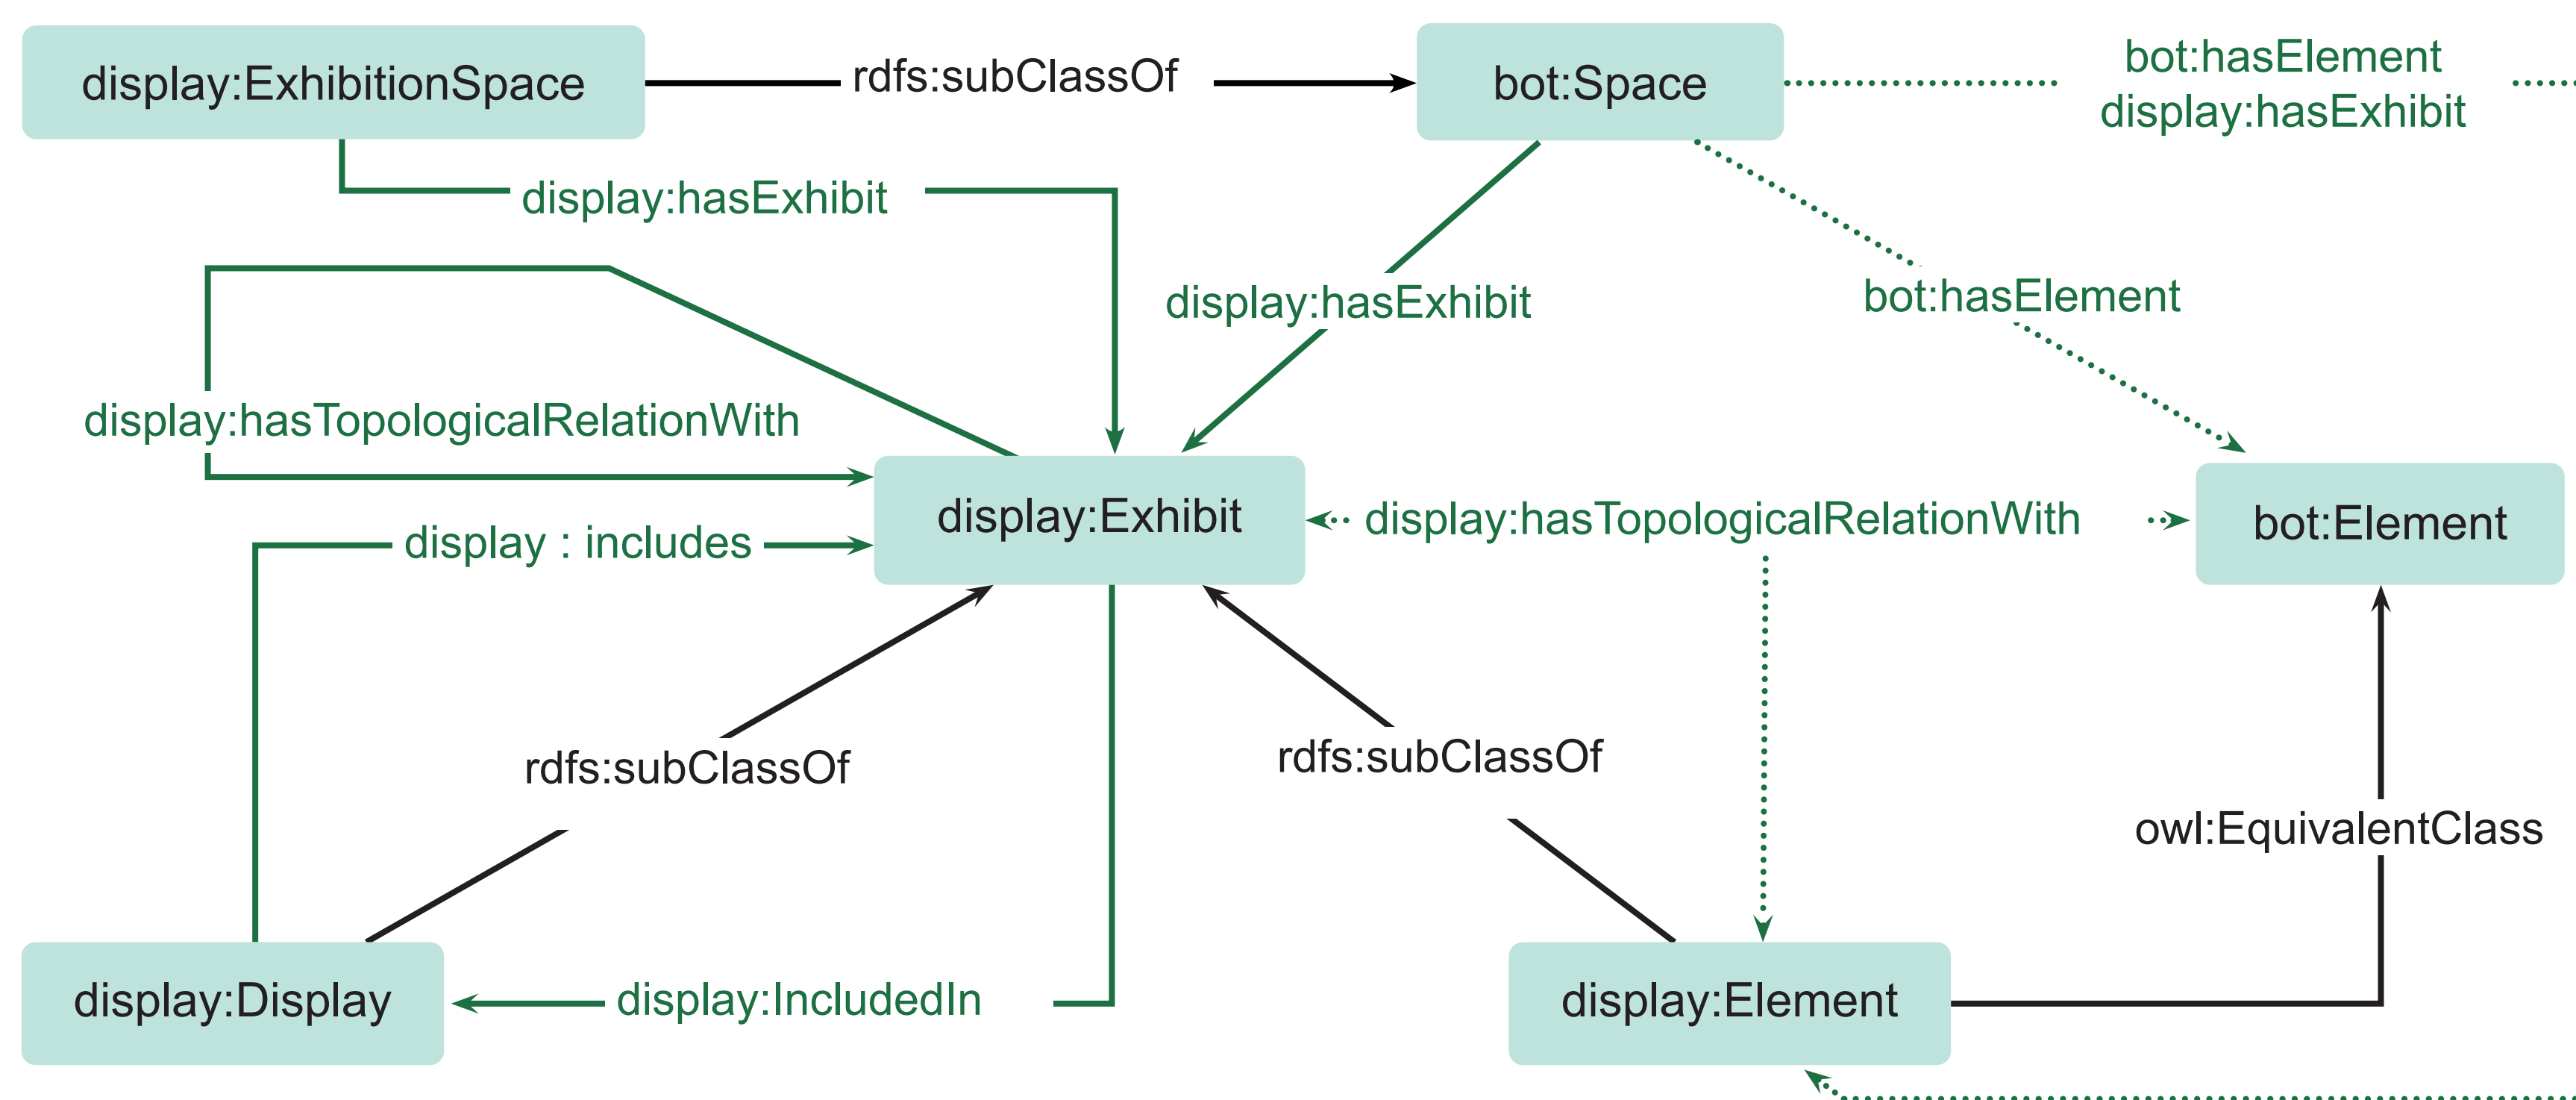 display:ExhibitionSpace
rdfs:subClassOf
bot:Space
bot:hasElement
display:hasExhibit
display:hasExhibit
display:hasExhibit
bot:hasElement
display:hasTopologicalRelationWith
display:Exhibit
display:hasTopologicalRelationWith
bot:Element
display : includes
rdfs:subClassOf
rdfs:subClassOf
owl:EquivalentClass
display:Display
display:IncludedIn
display:Element